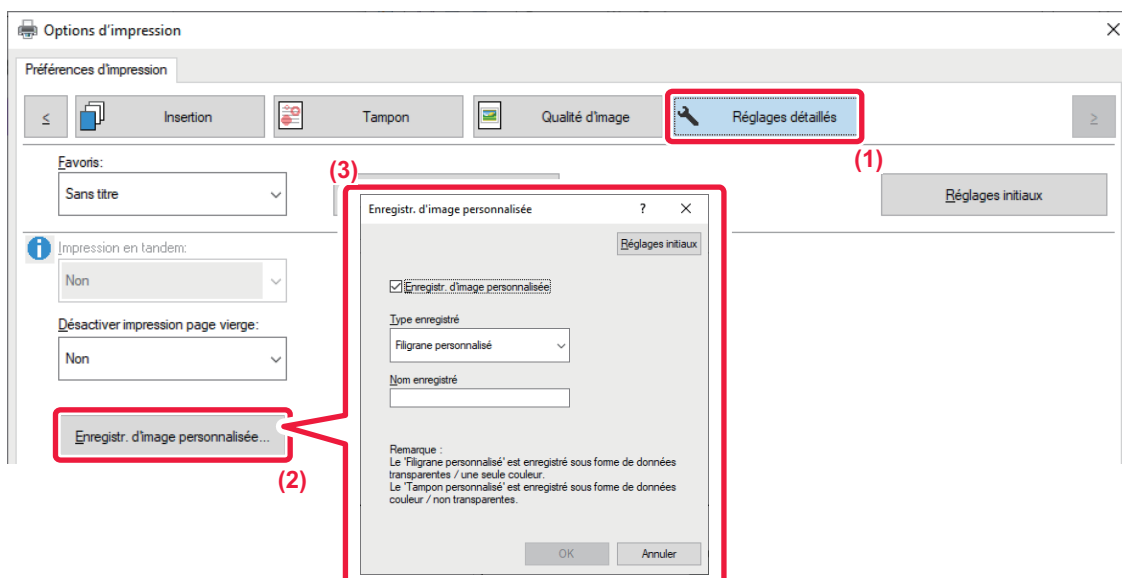 Options d'impression
Préférences d'impression
<
Insertion
Tampon
Qualité d'image
Réglages détaillés
>
(1)
Favoris:
Sans titre
(3)
Réglages initiaux
Impression en tandem:
Non
Désactiver impression page vierge:
Non
Enregistr. d'image personnalisée...
(2)
Enregistr. d'image personnalisée
?
Réglages initiaux
Enregistr. d'image personnalisée
Type enregistré
Filigrane personnalisé
Nom enregistré
Remarque :
Le 'Filigrane personnalisé' est enregistré sous forme de données
transparentes / une seule couleur.
Le 'Tampon personnalisé' est enregistré sous forme de données
couleur / non transparentes.
OK
Annuler